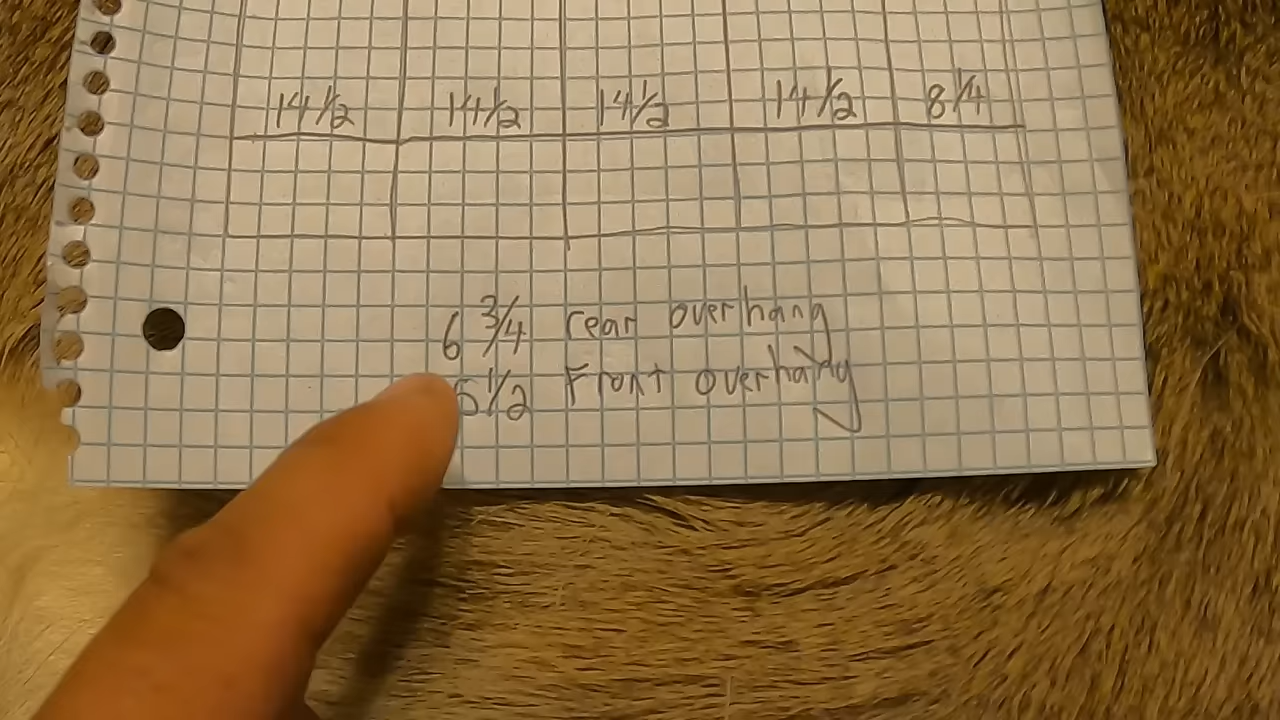 14 1/2 14 1/2 14 1/2 14 1/2 8 1/4
6 3/4 rear overhang
6 1/2 Front overhang